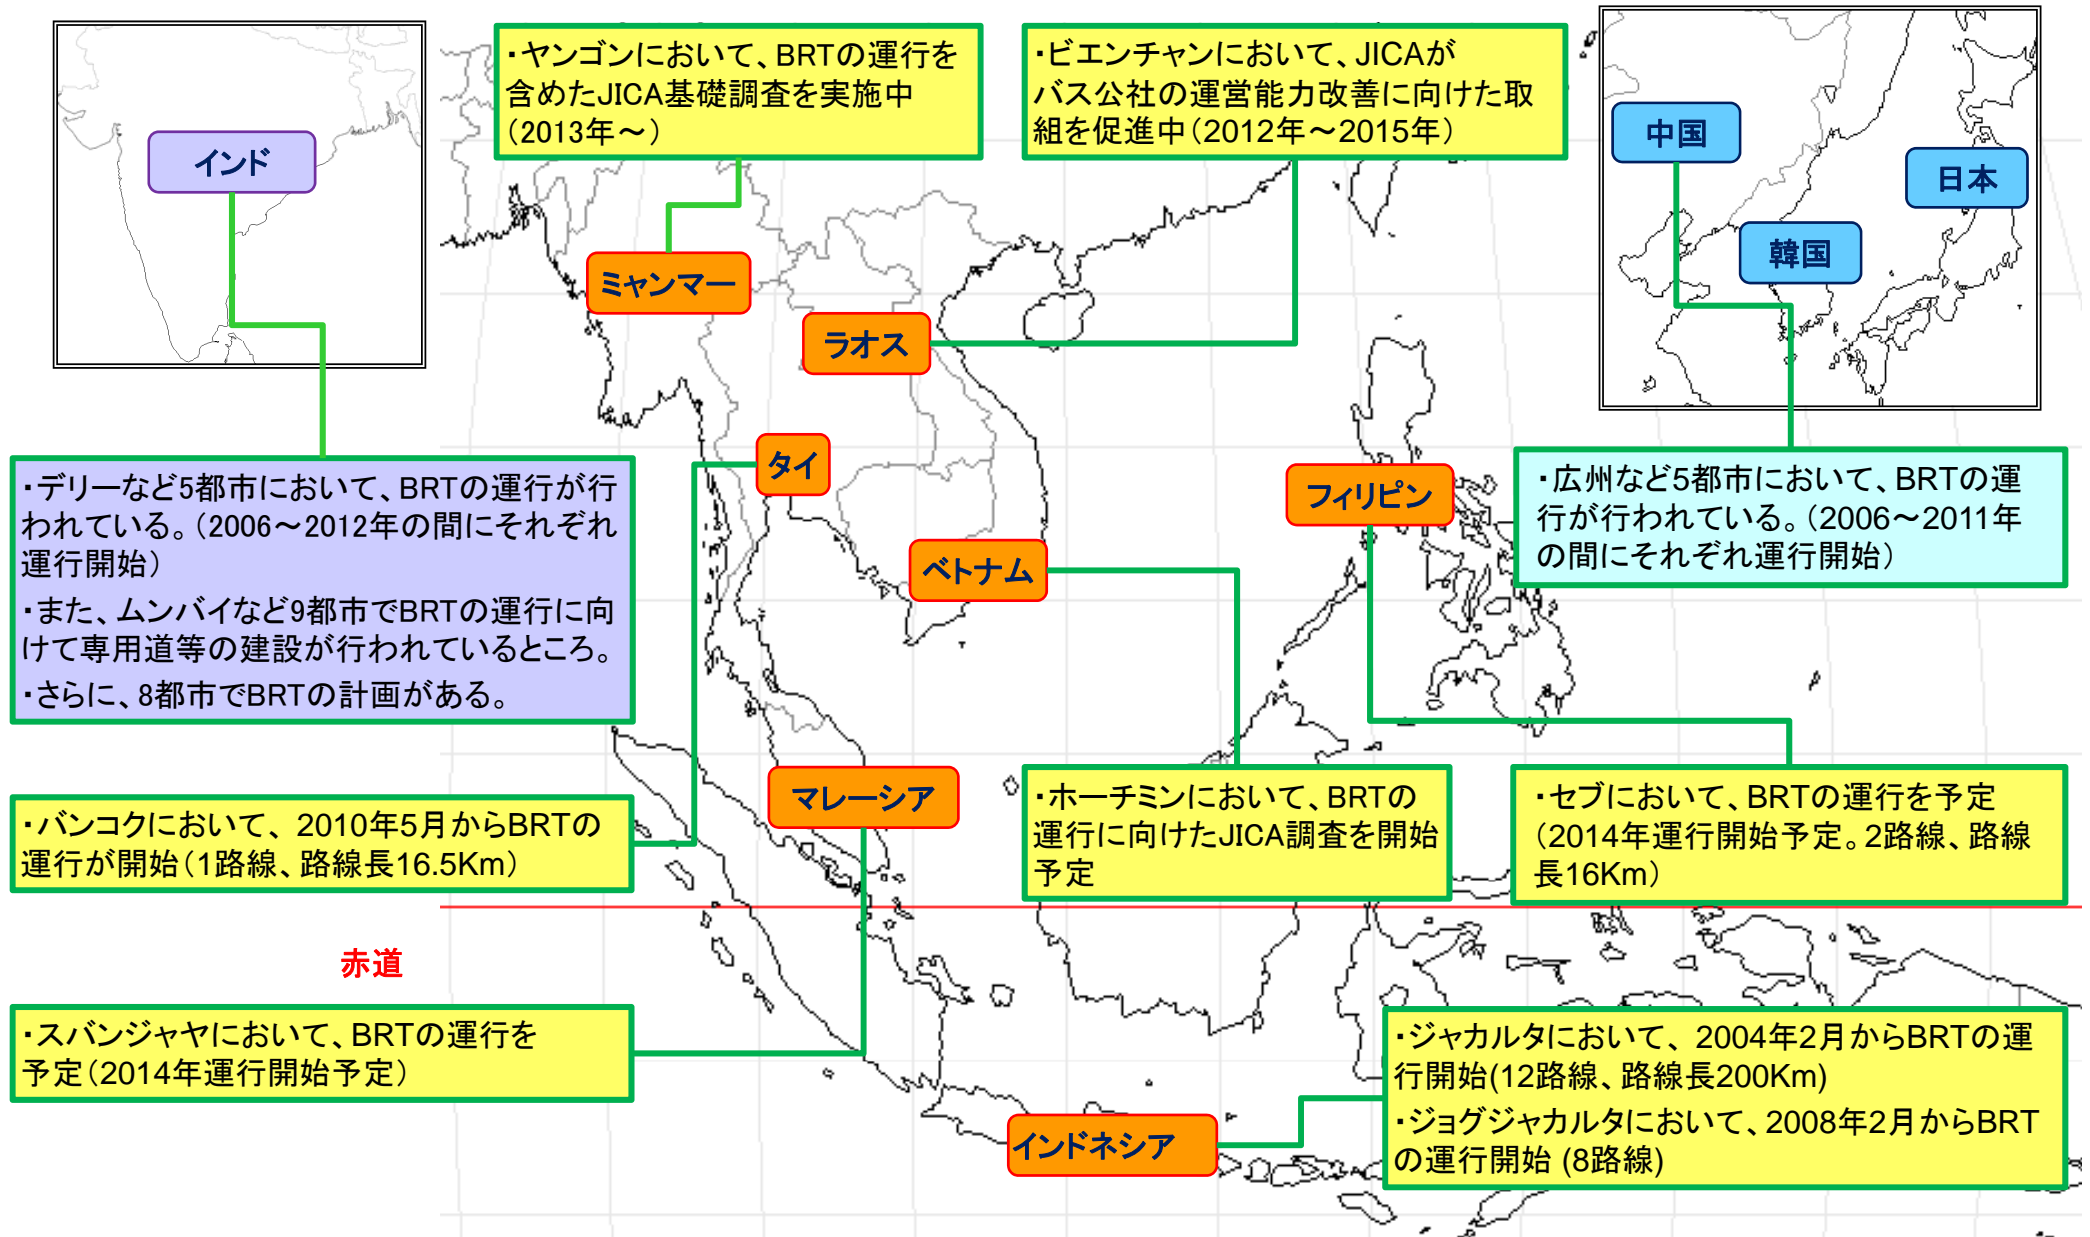 ・ヤンゴンにおいて、BRTの運行を
含めたJICA基礎調査を実施中
（2013年～）
・ビエンチャンにおいて、JICAが
バス公社の運営能力改善に向けた取
組を促進中（2012年～2015年）
インド
中国
日本
韓国
ミャンマー
ラオス
タイ
フィリピン
ベトナム
・デリーなど5都市において、BRTの運行が行
われている。（2006～2012年の間にそれぞれ
運行開始）
・また、ムンバイなど9都市でBRTの運行に向
けて専用道等の建設が行われているところ。
・さらに、8都市でBRTの計画がある。
・広州など5都市において、BRTの運
行が行われている。（2006～2011年
の間にそれぞれ運行開始）
マレーシア
・バンコクにおいて、 2010年5月からBRTの
運行が開始（1路線、路線長16.5Km）
・ホーチミンにおいて、BRTの
運行に向けたJICA調査を開始
予定
・セブにおいて、BRTの運行を予定
（2014年運行開始予定。2路線、路線
長16Km）
赤道
・スバンジャヤにおいて、BRTの運行を
予定（2014年運行開始予定）
・ジャカルタにおいて、 2004年2月からBRTの運
行開始(12路線、路線長200Km)
・ジョグジャカルタにおいて、2008年2月からBRT
の運行開始 (8路線)
インドネシア